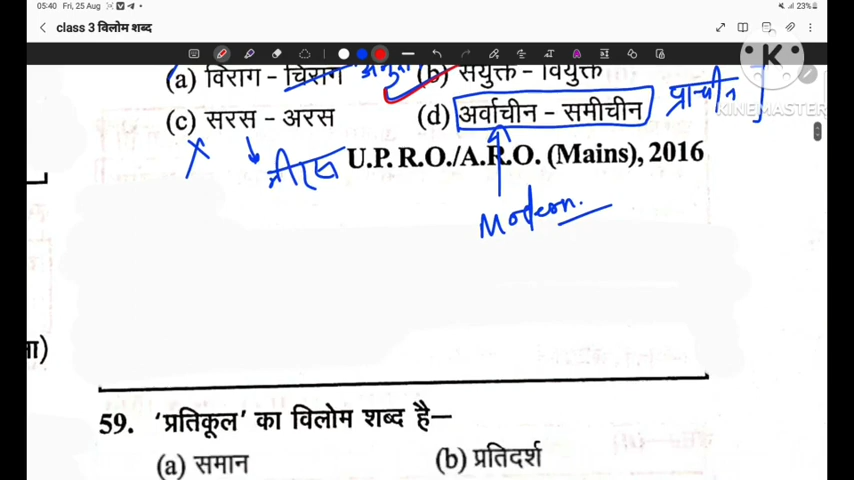 05:40 Fri, 25 Aug
23%
class 3 विलोम शब्द
(a) विराग - चिराग (b) संयुक्त - वियुक्त
(c) सरस - अरस (d) अर्वाचीन - समीचीन प्राचीन
नीरस U.P.R.O./A.R.O. (Mains), 2016
Modern.
KINEMASTER
59. 'प्रतिकूल' का विलोम शब्द है–
(a) समान (b) प्रतिदर्श